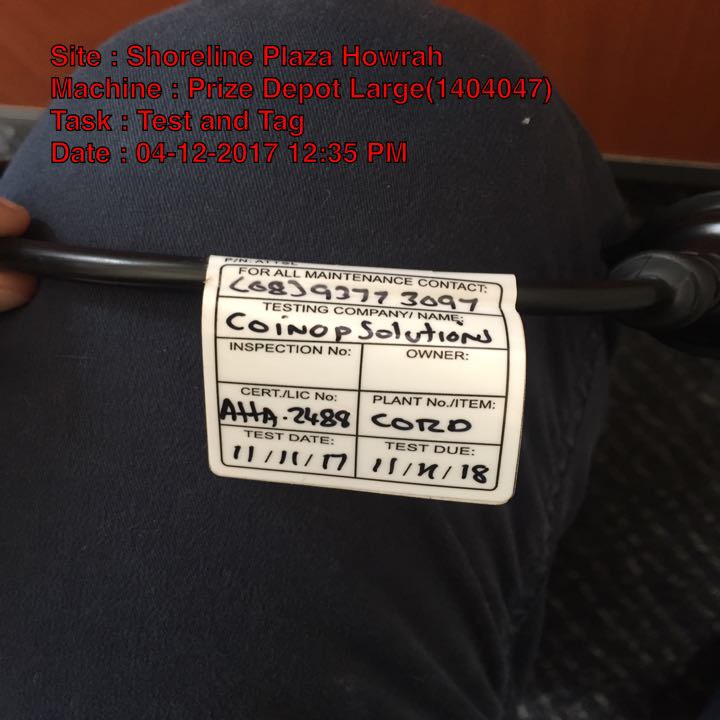 Site : Shoreline Plaza Howrah
Machine : Prize Depot Large(1404047)
Task : Test and Tag
Date : 04-12-2017 12:35 PM
FOR ALL MAINTENANCE CONTACT:
(08) 9377 3097
TESTING COMPANY/ NAME:
Coinop Solutions
INSPECTION No: OWNER:
CERT./LIC No: PLANT No./ITEM:
AHA-2488 CORD
TEST DATE: TEST DUE:
11/11/17 11/11/18